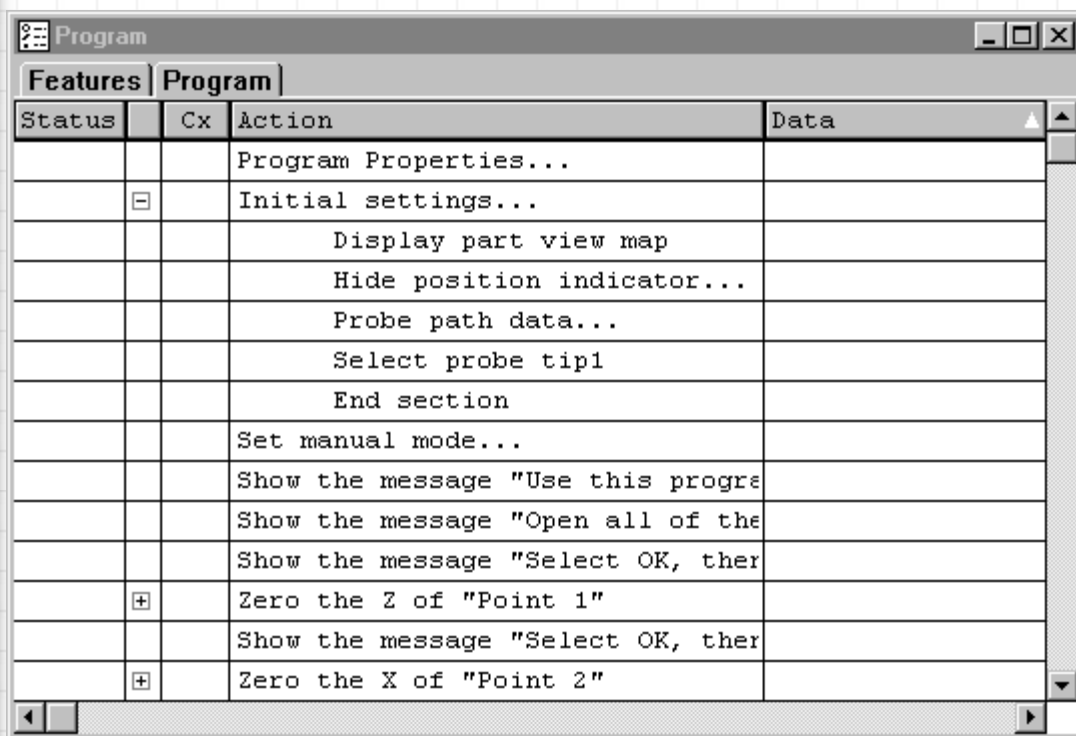 Program
Features Program
Status Cx Action Data
Program Properties...
Initial settings...
Display part view map
Hide position indicator...
Probe path data...
Select probe tip1
End section
Set manual mode...
Show the message "Use this progra
Show the message "Open all of the
Show the message "Select OK, then
Zero the Z of "Point 1"
Show the message "Select OK, then
Zero the X of "Point 2"